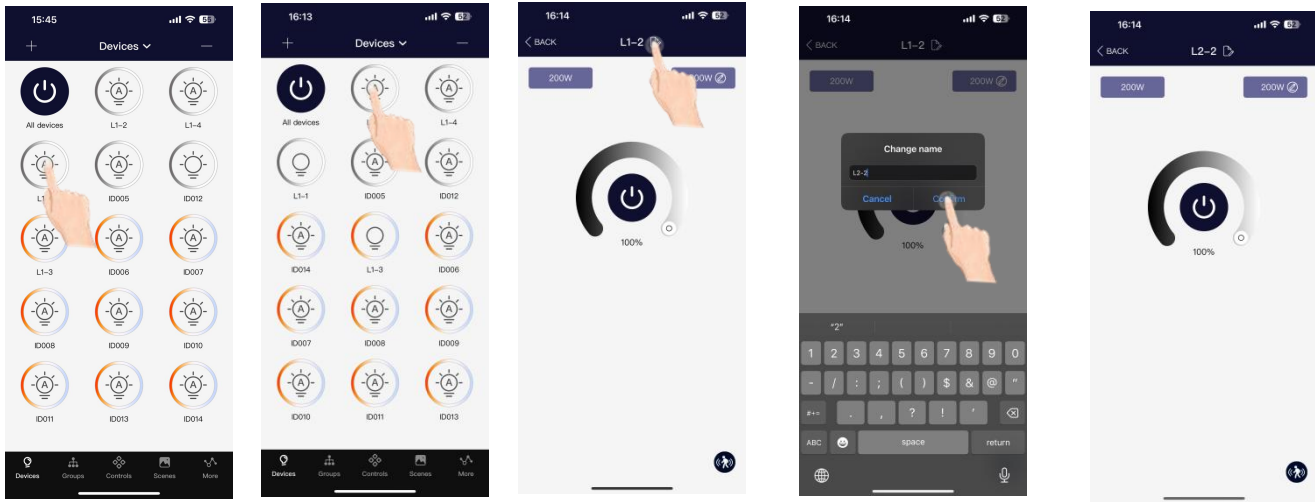 15:45
Devices
All devices
L1-2
L1-4
ID005
ID012
L1-3
ID006
ID007
ID008
ID009
ID010
ID011
ID013
ID014
Devices
Groups
Controls
Scenes
More
16:13
Devices
All devices
L1-4
L1-1
ID005
ID012
ID014
L1-3
ID006
ID007
ID008
ID009
ID010
ID011
ID013
Devices
Groups
Controls
Scenes
More
16:14
BACK
L1-2
200W
200W
100%
16:14
BACK
L1-2
200W
200W
Change name
L2-2
Cancel
100%
"2"
1 2 3 4 5 6 7 8 9 0
- / : ; ( ) $ & @ "
#+= . , ? ! '
ABC space return
16:14
BACK
L2-2
200W
200W
100%